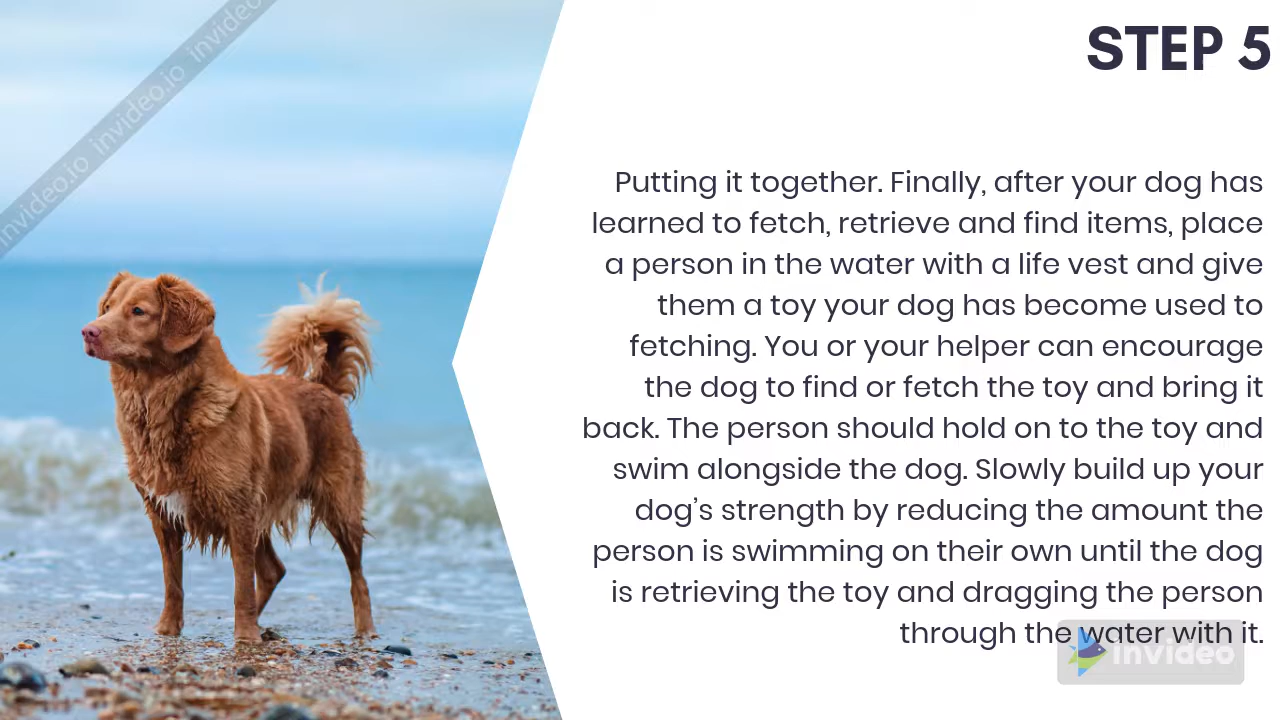 invideo.io invideo.io invideo
STEP 5
Putting it together. Finally, after your dog has
learned to fetch, retrieve and find items, place
a person in the water with a life vest and give
them a toy your dog has become used to
fetching. You or your helper can encourage
the dog to find or fetch the toy and bring it
back. The person should hold on to the toy and
swim alongside the dog. Slowly build up your
dog’s strength by reducing the amount the
person is swimming on their own until the dog
is retrieving the toy and dragging the person
through the water with it.
invideo